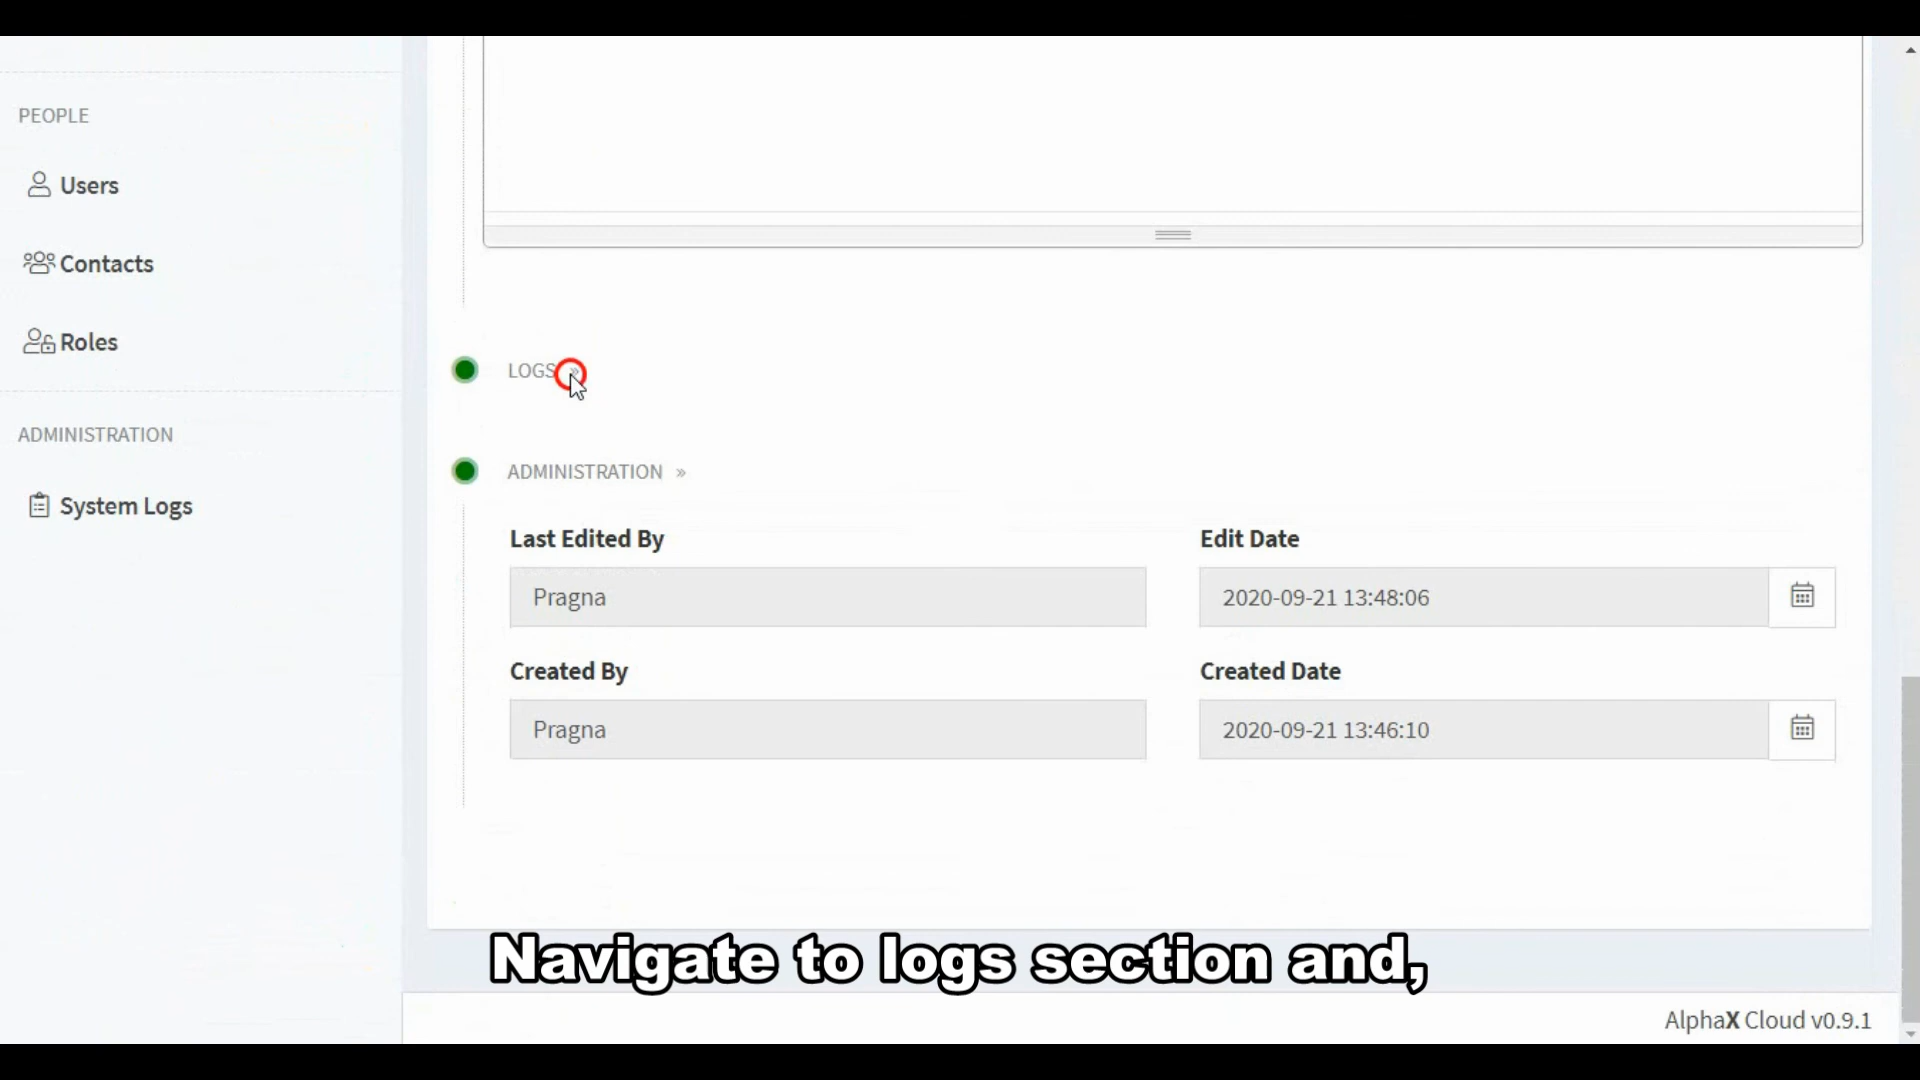 PEOPLE
Users
Contacts
Roles
ADMINISTRATION
System Logs
LOGS »
ADMINISTRATION »
Last Edited By
Edit Date
Pragna
2020-09-21 13:48:06
Created By
Created Date
Pragna
2020-09-21 13:46:10
Navigate to logs section and,
AlphaX Cloud v0.9.1